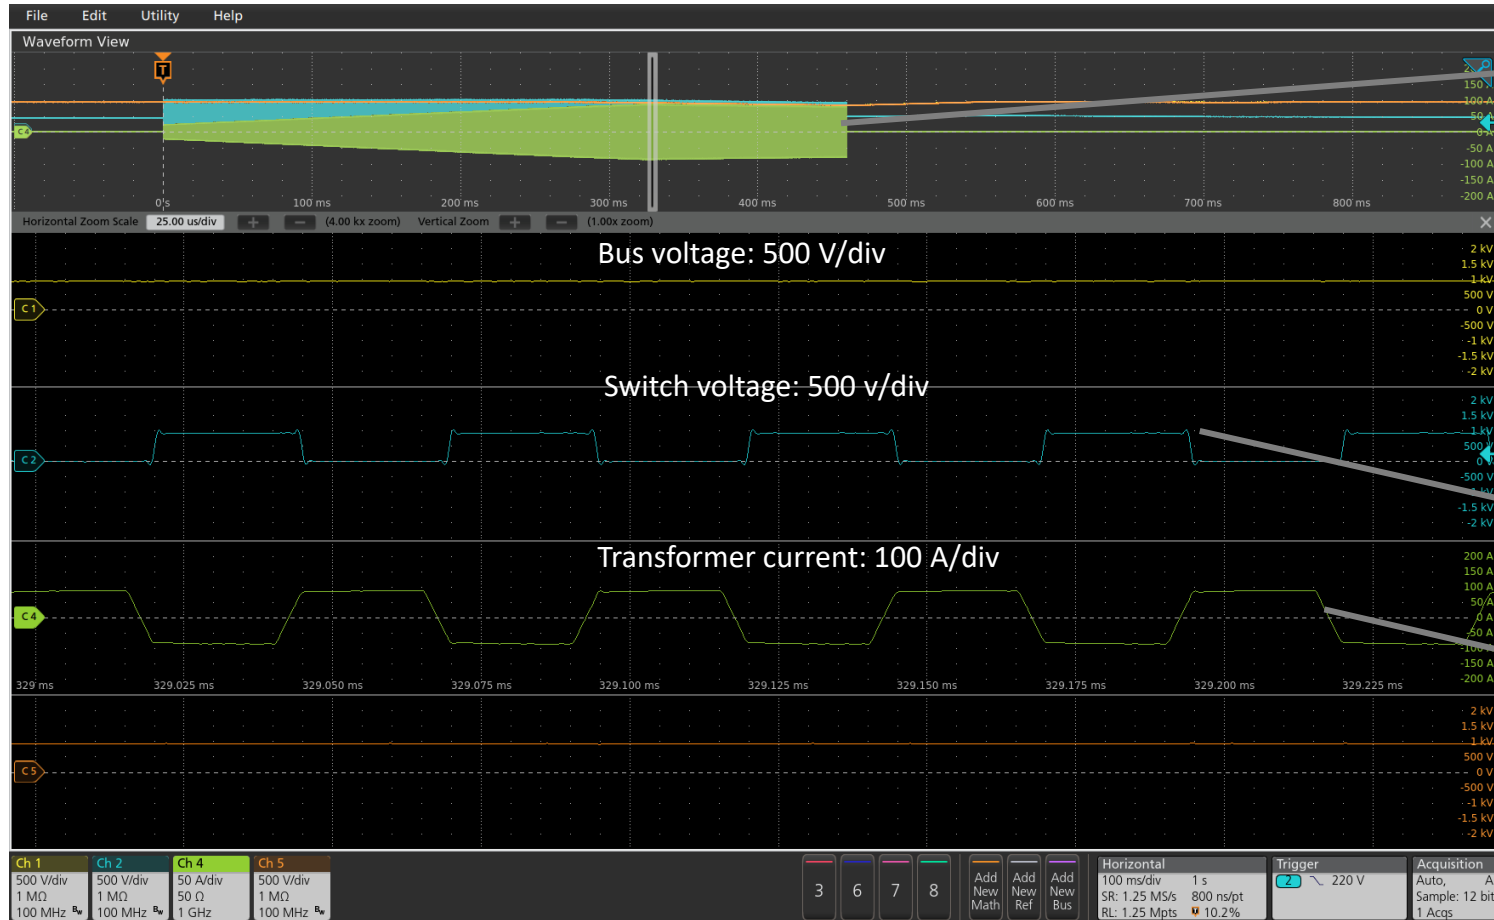 File Edit Utility Help
Waveform View
T
150
100 A
50 A
0 A
-50 A
-100 A
-150 A
-200 A
C4
0 s 100 ms 200 ms 300 ms 400 ms 500 ms 600 ms 700 ms 800 ms
Horizontal Zoom Scale 25.00 us/div + — (4.00 kx zoom) Vertical Zoom + — (1.00x zoom) X
Bus voltage: 500 V/div
2 kV
1.5 kV
1 kV
500 V
0 V
-500 V
-1 kV
-1.5 kV
-2 kV
C1
Switch voltage: 500 v/div
2 kV
1.5 kV
1 kV
500 V
0 V
-500 V
-1 kV
-1.5 kV
-2 kV
C2
Transformer current: 100 A/div
200 A
150 A
100 A
50 A
0 A
-50 A
-100 A
-150 A
-200 A
C4
329 ms 329.025 ms 329.050 ms 329.075 ms 329.100 ms 329.125 ms 329.150 ms 329.175 ms 329.200 ms 329.225 ms
2 kV
1.5 kV
1 kV
500 V
0 V
-500 V
-1 kV
-1.5 kV
-2 kV
C5
Ch 1 Ch 2 Ch 4 Ch 5
500 V/div 500 V/div 50 A/div 500 V/div
1 MΩ 1 MΩ 50 Ω 1 MΩ
100 MHz Bw 100 MHz Bw 1 GHz 100 MHz Bw
3 6 7 8
Add New Math
Add New Ref
Add New Bus
Horizontal
100 ms/div 1 s
SR: 1.25 MS/s 800 ns/pt
RL: 1.25 Mpts 10.2%
Trigger
2 220 V
Acquisition
Auto, A
Sample: 12 bit
1 Acqs